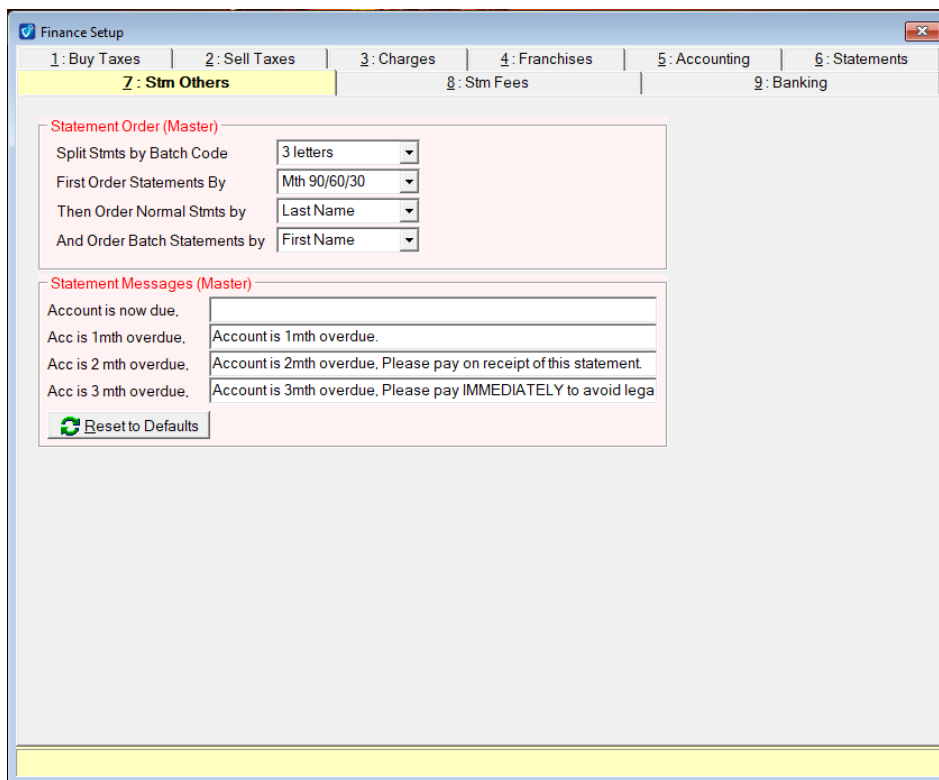 Finance Setup
1 : Buy Taxes 2 : Sell Taxes 3 : Charges 4 : Franchises 5 : Accounting 6 : Statements
7 : Stm Others 8 : Stm Fees 9 : Banking
Statement Order (Master)
Split Stmts by Batch Code 3 letters
First Order Statements By Mth 90/60/30
Then Order Normal Stmts by Last Name
And Order Batch Statements by First Name
Statement Messages (Master)
Account is now due,
Acc is 1mth overdue, Account is 1mth overdue.
Acc is 2 mth overdue, Account is 2mth overdue, Please pay on receipt of this statement.
Acc is 3 mth overdue, Account is 3mth overdue, Please pay IMMEDIATELY to avoid lega
Reset to Defaults